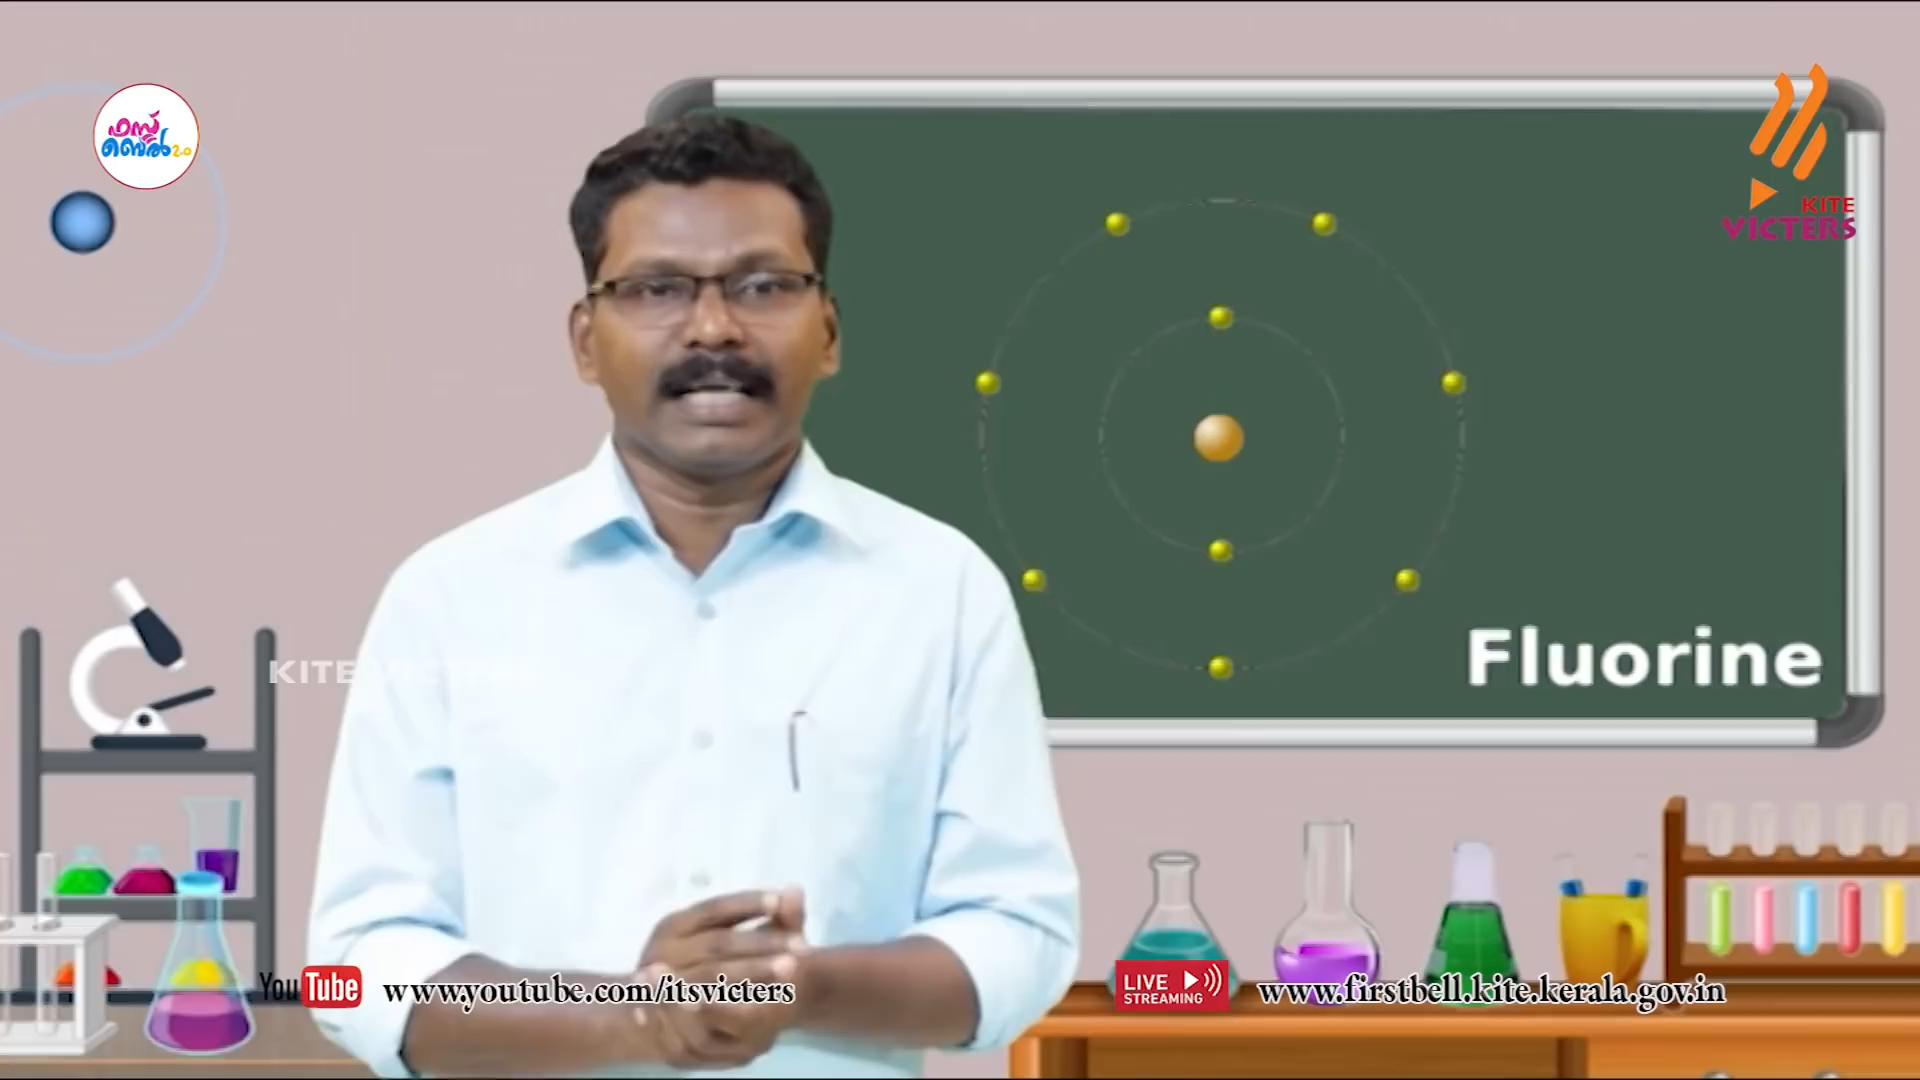 ഫസ്റ്റ്
ബെൽ 2.0
KITE
VICTERS
Fluorine
KITE VICTERS
YouTube www.youtube.com/itsvicters
LIVE STREAMING www.firstbell.kite.kerala.gov.in